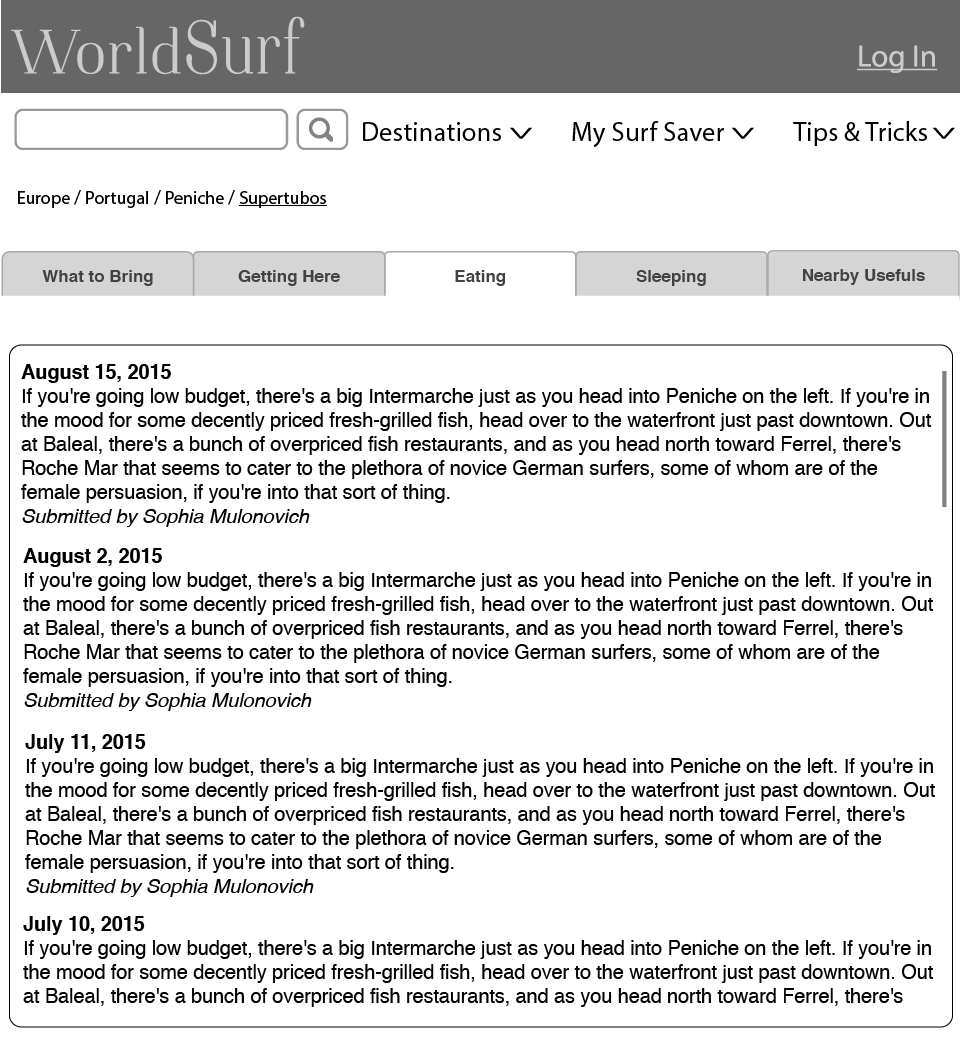 WorldSurf
Log In
Destinations My Surf Saver Tips & Tricks
Europe / Portugal / Peniche / Supertubos
What to Bring Getting Here Eating Sleeping Nearby Usefuls
August 15, 2015
If you're going low budget, there's a big Intermarche just as you head into Peniche on the left. If you're in
the mood for some decently priced fresh-grilled fish, head over to the waterfront just past downtown. Out
at Baleal, there's a bunch of overpriced fish restaurants, and as you head north toward Ferrel, there's
Roche Mar that seems to cater to the plethora of novice German surfers, some of whom are of the
female persuasion, if you're into that sort of thing.
Submitted by Sophia Mulonovich
August 2, 2015
If you're going low budget, there's a big Intermarche just as you head into Peniche on the left. If you're in
the mood for some decently priced fresh-grilled fish, head over to the waterfront just past downtown. Out
at Baleal, there's a bunch of overpriced fish restaurants, and as you head north toward Ferrel, there's
Roche Mar that seems to cater to the plethora of novice German surfers, some of whom are of the
female persuasion, if you're into that sort of thing.
Submitted by Sophia Mulonovich
July 11, 2015
If you're going low budget, there's a big Intermarche just as you head into Peniche on the left. If you're in
the mood for some decently priced fresh-grilled fish, head over to the waterfront just past downtown. Out
at Baleal, there's a bunch of overpriced fish restaurants, and as you head north toward Ferrel, there's
Roche Mar that seems to cater to the plethora of novice German surfers, some of whom are of the
female persuasion, if you're into that sort of thing.
Submitted by Sophia Mulonovich
July 10, 2015
If you're going low budget, there's a big Intermarche just as you head into Peniche on the left. If you're in
the mood for some decently priced fresh-grilled fish, head over to the waterfront just past downtown. Out
at Baleal, there's a bunch of overpriced fish restaurants, and as you head north toward Ferrel, there's